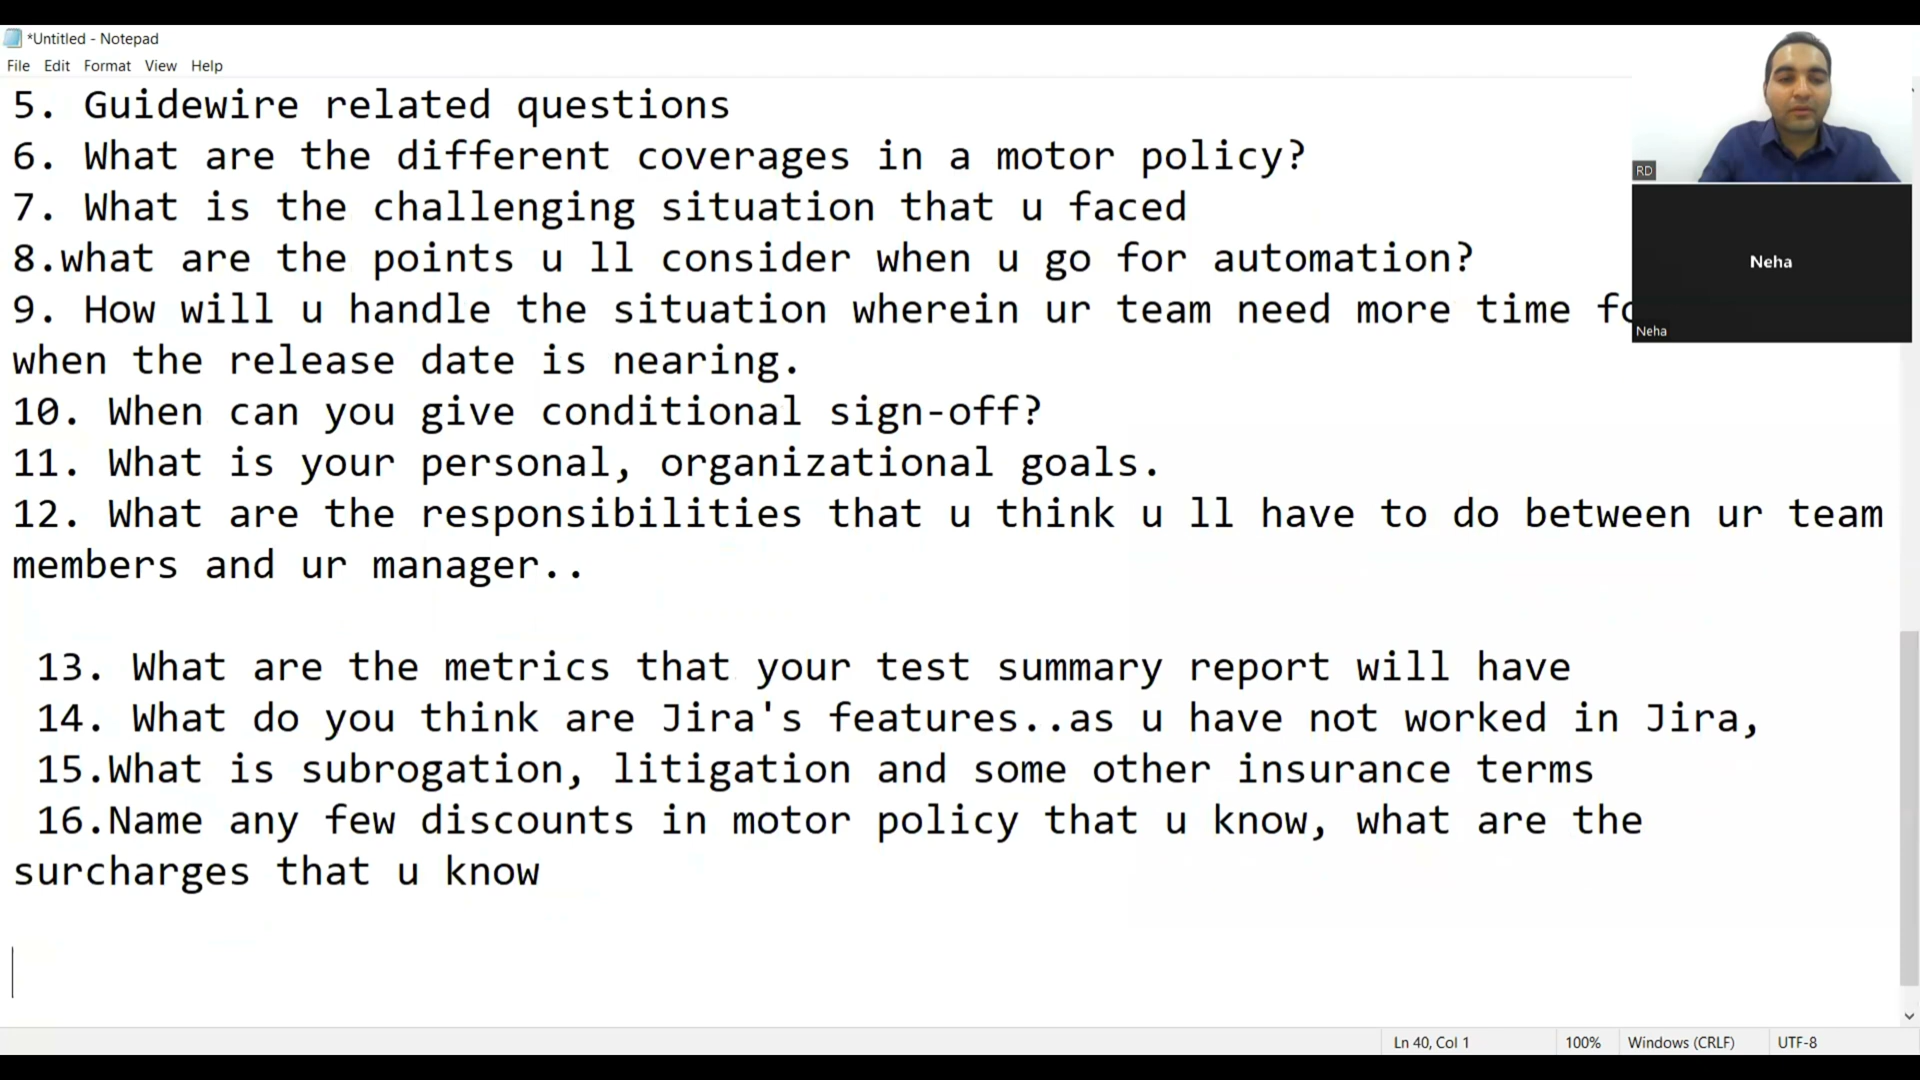 *Untitled - Notepad
File Edit Format View Help
5. Guidewire related questions
6. What are the different coverages in a motor policy?
7. What is the challenging situation that u faced
8.what are the points u ll consider when u go for automation?
9. How will u handle the situation wherein ur team need more time
when the release date is nearing.
10. When can you give conditional sign-off?
11. What is your personal, organizational goals.
12. What are the responsibilities that u think u ll have to do between ur team
members and ur manager..
13. What are the metrics that your test summary report will have
14. What do you think are Jira's features..as u have not worked in Jira,
15.What is subrogation, litigation and some other insurance terms
16.Name any few discounts in motor policy that u know, what are the
surcharges that u know
RD
Neha
Neha
Ln 40, Col 1 100% Windows (CRLF) UTF-8